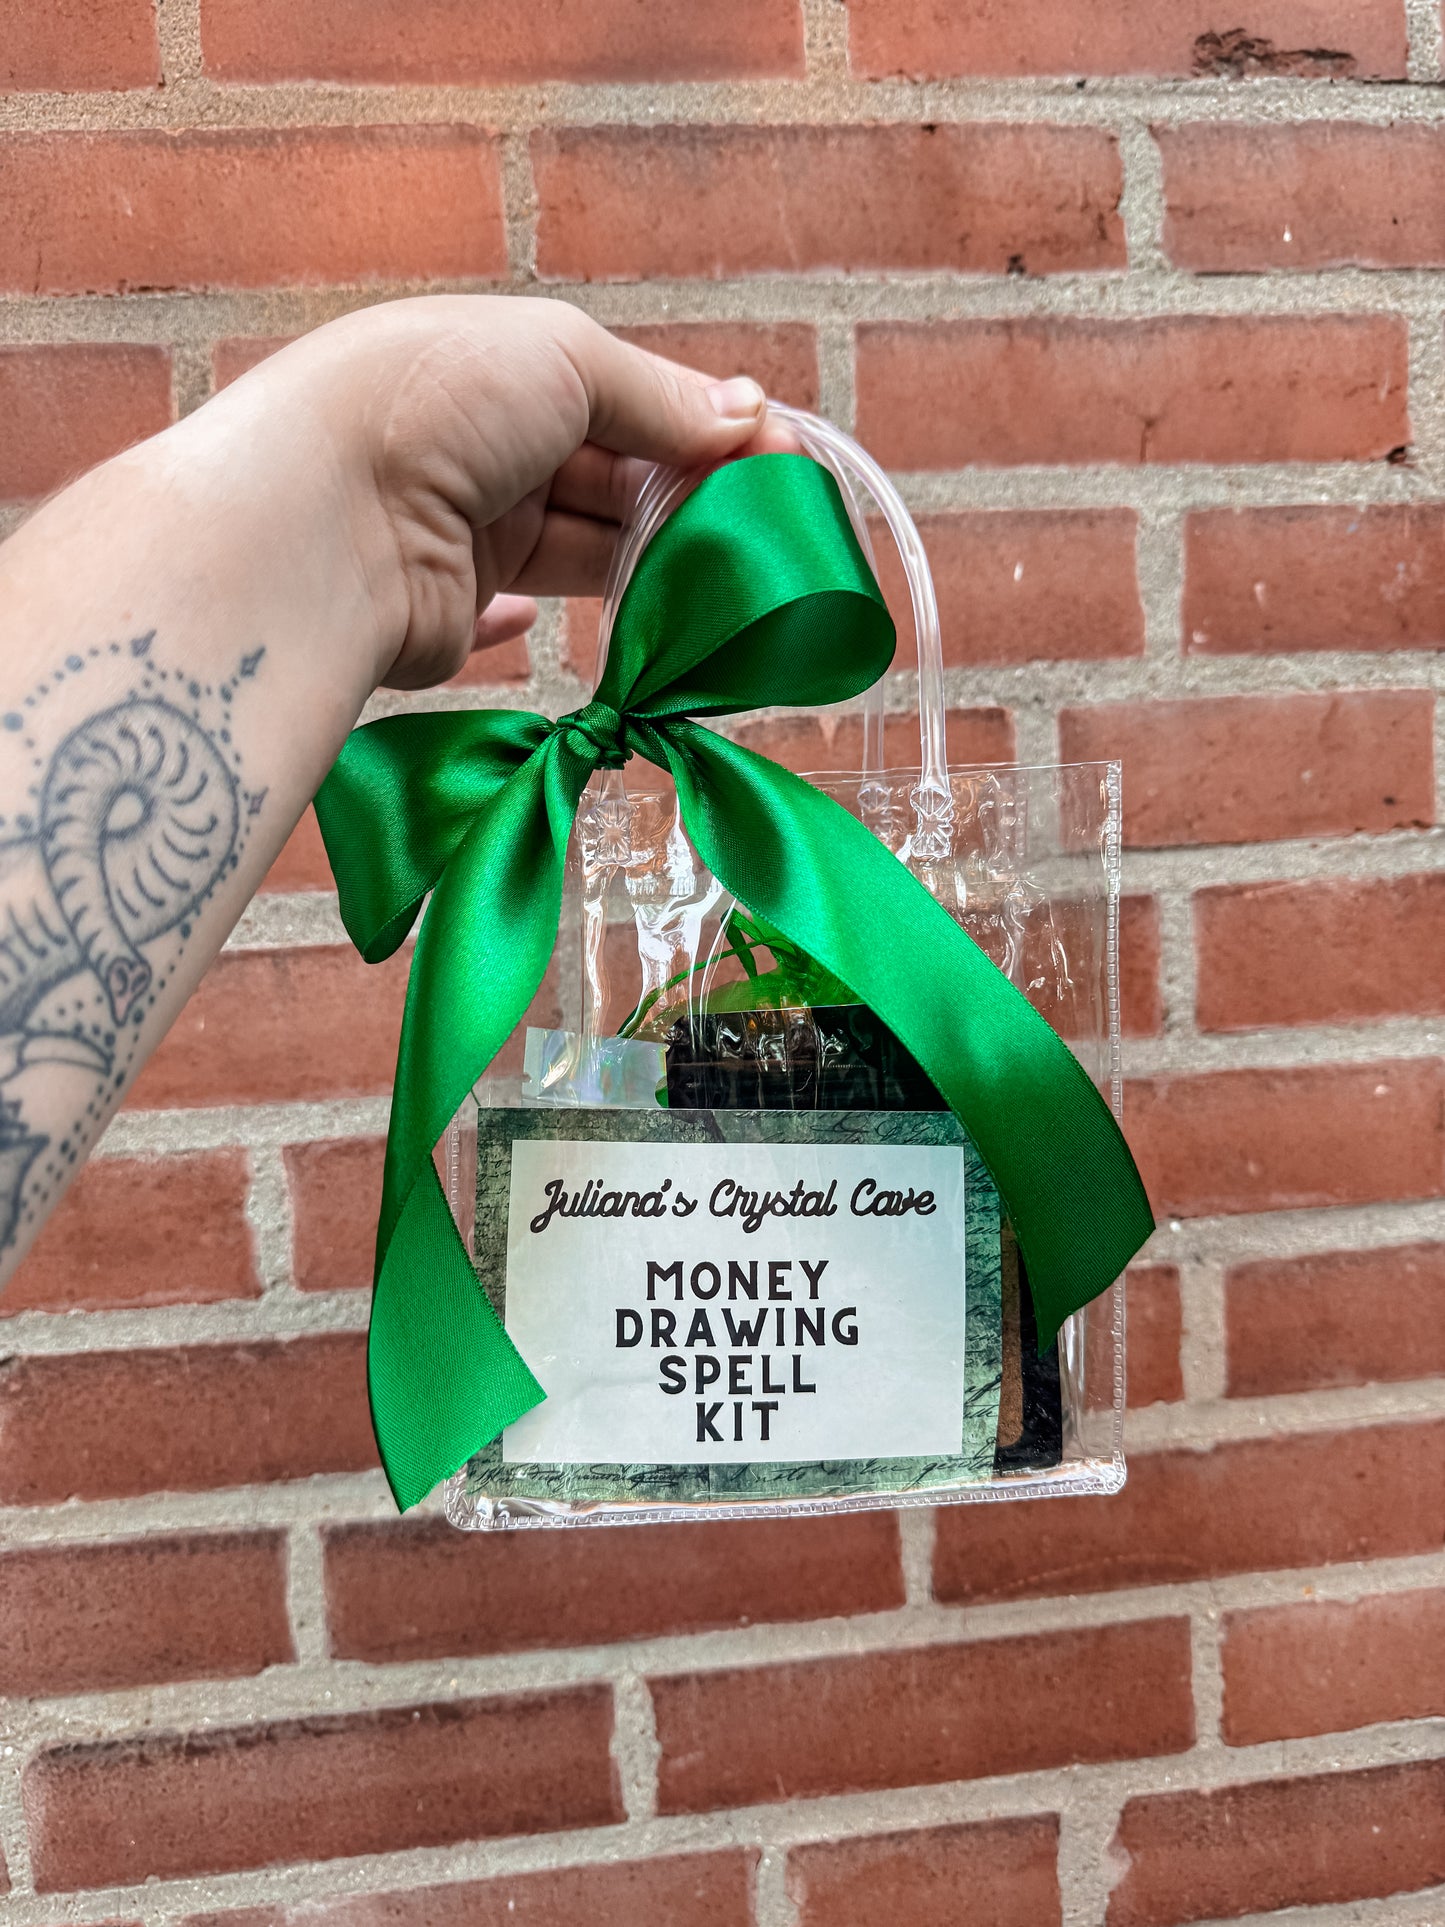 Juliana's Crystal Cave
MONEY
DRAWING
SPELL
KIT